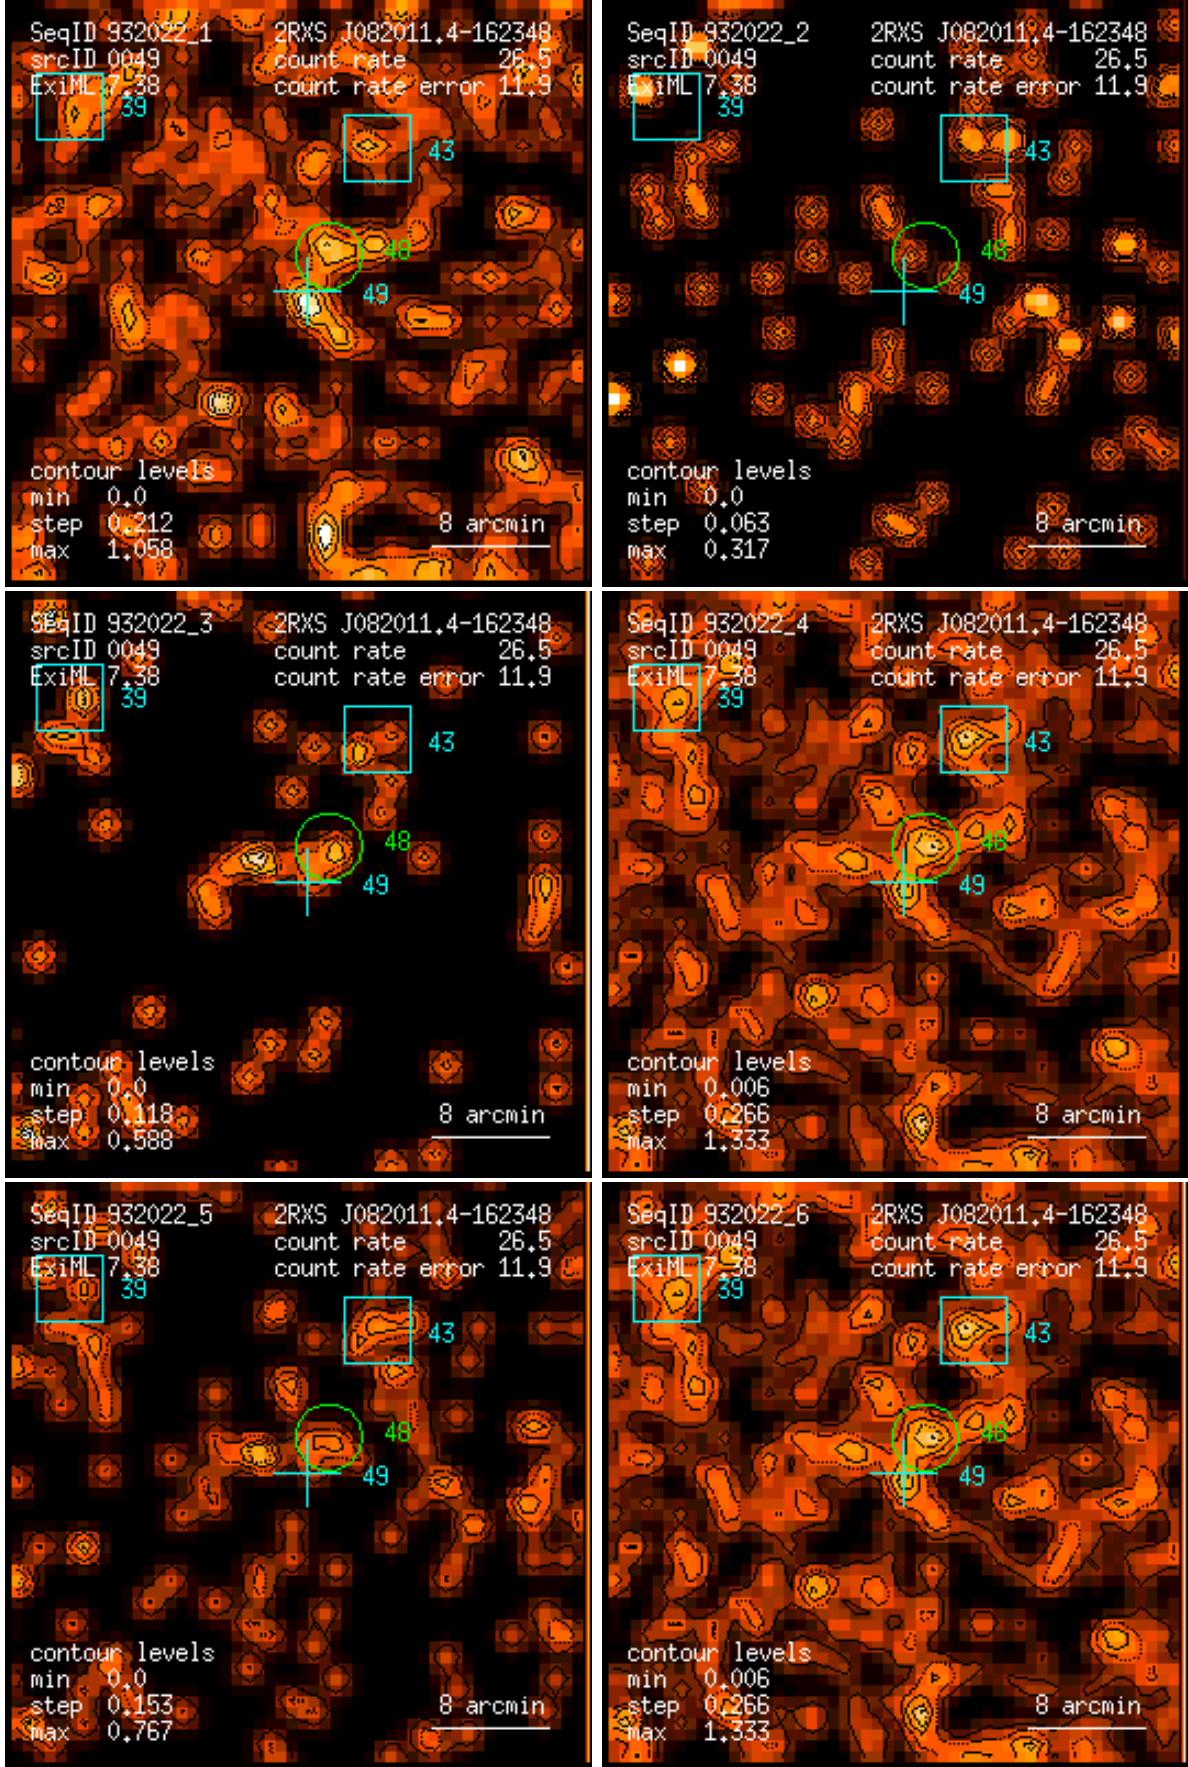 SeqID 932022_1 2RXS J082011.4-162348
srcID 0049 count rate 26.5
ExiML 7.38 count rate error 11.9
39
43
48
49
contour levels
min 0.0
step 0.212 8 arcmin
max 1.058
SeqID 932022_2 2RXS J082011.4-162348
srcID 0049 count rate 26.5
ExiML 7.38 count rate error 11.9
39
43
48
49
contour levels
min 0.0
step 0.063 8 arcmin
max 0.317
SeqID 932022_3 2RXS J082011.4-162348
srcID 0049 count rate 26.5
ExiML 7.38 count rate error 11.9
39
43
48
49
contour levels
min 0.0
step 0.118 8 arcmin
max 0.588
SeqID 932022_4 2RXS J082011.4-162348
srcID 0049 count rate 26.5
ExiML 7.38 count rate error 11.9
39
43
48
49
contour levels
min 0.006
step 0.266 8 arcmin
max 1.333
SeqID 932022_5 2RXS J082011.4-162348
srcID 0049 count rate 26.5
ExiML 7.38 count rate error 11.9
39
43
48
49
contour levels
min 0.0
step 0.153 8 arcmin
max 0.767
SeqID 932022_6 2RXS J082011.4-162348
srcID 0049 count rate 26.5
ExiML 7.38 count rate error 11.9
39
43
48
49
contour levels
min 0.006
step 0.266 8 arcmin
max 1.333